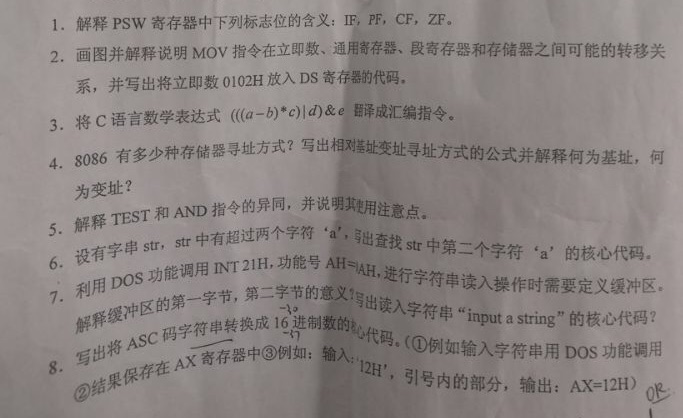 1. 解释 PSW 寄存器中下列标志位的含义：IF，PF，CF，ZF。
2. 画图并解释说明 MOV 指令在立即数、通用寄存器、段寄存器和存储器之间可能的转移关
系，并写出将立即数 0102H 放入 DS 寄存器的代码。
3. 将 C 语言数学表达式 (((a−b)*c)|d)&e 翻译成汇编指令。
4. 8086 有多少种存储器寻址方式？写出相对基址变址寻址方式的公式并解释何为基址，何
为变址？
5. 解释 TEST 和 AND 指令的异同，并说明其使用注意点。
6. 设有字串 str，str 中有超过两个字符‘a’，写出查找 str 中第二个字符‘a’的核心代码。
7. 利用 DOS 功能调用 INT 21H，功能号 AH=0AH，进行字符串读入操作时需要定义缓冲区。
解释缓冲区的第一字节，第二字节的意义？写出读入字符串“input a string”的核心代码？
8. 写出将 ASC 码字符串转换成 16 进制数的核心代码。（①例如输入字符串用 DOS 功能调用
②结果保存在 AX 寄存器中③例如：输入：‘12H’，引号内的部分，输出：AX=12H）